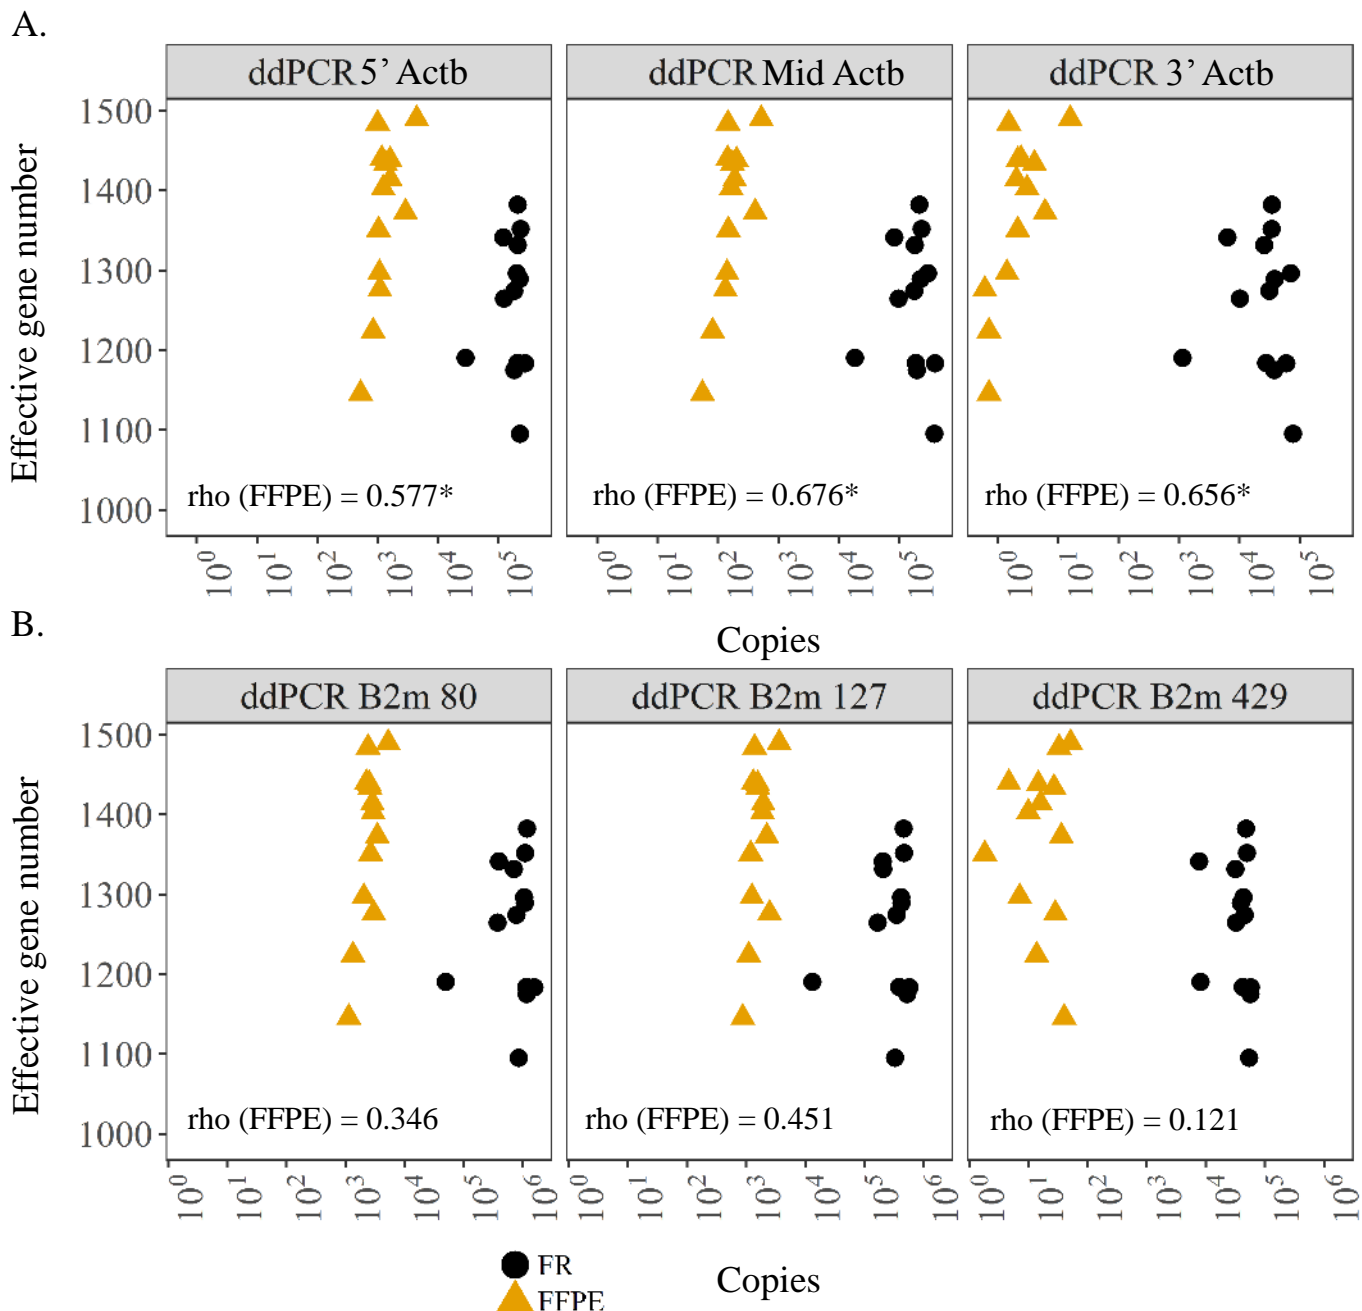 A.
ddPCR 5’ Actb
ddPCR Mid Actb
ddPCR 3’ Actb
Effective gene number
1500
1400
1300
1200
1100
1000
rho (FFPE) = 0.577*
rho (FFPE) = 0.676*
rho (FFPE) = 0.656*
10⁰ 10¹ 10² 10³ 10⁴ 10⁵
10⁰ 10¹ 10² 10³ 10⁴ 10⁵
10⁰ 10¹ 10² 10³ 10⁴ 10⁵
Copies
B.
ddPCR B2m 80
ddPCR B2m 127
ddPCR B2m 429
Effective gene number
1500
1400
1300
1200
1100
1000
rho (FFPE) = 0.346
rho (FFPE) = 0.451
rho (FFPE) = 0.121
10⁰ 10¹ 10² 10³ 10⁴ 10⁵ 10⁶
10⁰ 10¹ 10² 10³ 10⁴ 10⁵ 10⁶
10⁰ 10¹ 10² 10³ 10⁴ 10⁵ 10⁶
FR
FFPE
Copies